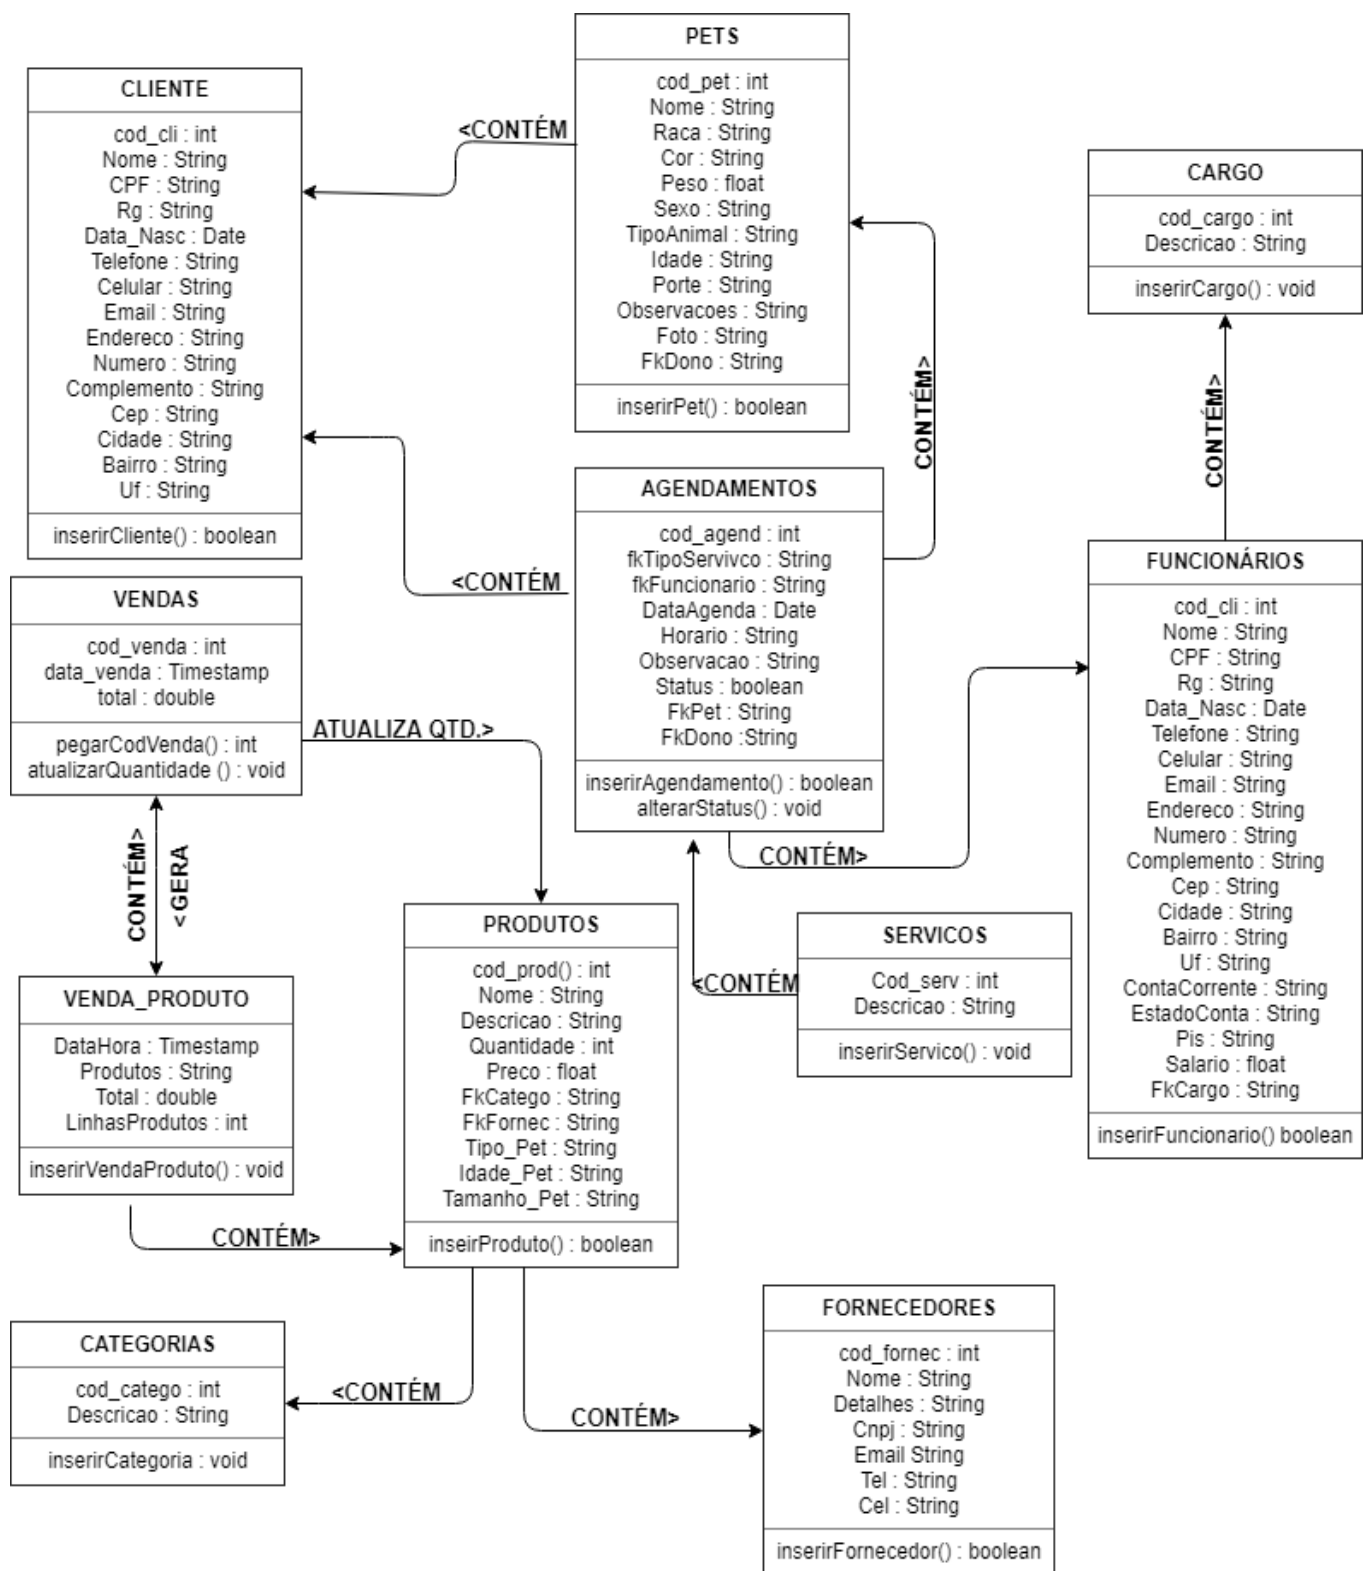 PETS
cod_pet : int
Nome : String
Raca : String
Cor : String
Peso : float
Sexo : String
TipoAnimal : String
Idade : String
Porte : String
Observacoes : String
Foto : String
FkDono : String
inserirPet() : boolean
CLIENTE
cod_cli : int
Nome : String
CPF : String
Rg : String
Data_Nasc : Date
Telefone : String
Celular : String
Email : String
Endereco : String
Numero : String
Complemento : String
Cep : String
Cidade : String
Bairro : String
Uf : String
inserirCliente() : boolean
<CONTÉM
CARGO
cod_cargo : int
Descricao : String
inserirCargo() : void
CONTÉM>
CONTÉM>
AGENDAMENTOS
cod_agend : int
fkTipoServivco : String
fkFuncionario : String
DataAgenda : Date
Horario : String
Observacao : String
Status : boolean
FkPet : String
FkDono :String
inserirAgendamento() : boolean
alterarStatus() : void
<CONTÉM
FUNCIONÁRIOS
cod_cli : int
Nome : String
CPF : String
Rg : String
Data_Nasc : Date
Telefone : String
Celular : String
Email : String
Endereco : String
Numero : String
Complemento : String
Cep : String
Cidade : String
Bairro : String
Uf : String
ContaCorrente : String
EstadoConta : String
Pis : String
Salario : float
FkCargo : String
inserirFuncionario() boolean
VENDAS
cod_venda : int
data_venda : Timestamp
total : double
pegarCodVenda() : int
atualizarQuantidade () : void
ATUALIZA QTD.>
CONTÉM>
CONTÉM>
<GERA
PRODUTOS
cod_prod() : int
Nome : String
Descricao : String
Quantidade : int
Preco : float
FkCatego : String
FkFornec : String
Tipo_Pet : String
Idade_Pet : String
Tamanho_Pet : String
inseirProduto() : boolean
SERVICOS
Cod_serv : int
Descricao : String
inserirServico() : void
<CONTÉM
VENDA_PRODUTO
DataHora : Timestamp
Produtos : String
Total : double
LinhasProdutos : int
inserirVendaProduto() : void
CONTÉM>
CATEGORIAS
cod_catego : int
Descricao : String
inserirCategoria : void
<CONTÉM
CONTÉM>
FORNECEDORES
cod_fornec : int
Nome : String
Detalhes : String
Cnpj : String
Email String
Tel : String
Cel : String
inserirFornecedor() : boolean